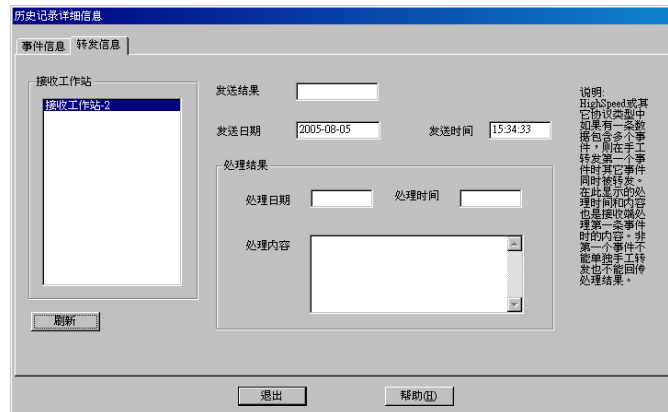 历史记录详细信息
事件信息 转发信息
接收工作站
接收工作站-2
刷新
发送结果
发送日期 2005-08-05 发送时间 15:34:33
处理结果
处理日期 处理时间
处理内容
说明:
HighSpeed或其
它协议类型中
如果有一条数
据包含多个事
件，则在手工
转发第一个事
件时其它事件
同时被转发。
在此显示的处
理时间和内容
也是接收端处
理第一条事件
时的内容。非
第一个事件不
能单独手工转
发也不能回传
处理结果。
退出 帮助(H)